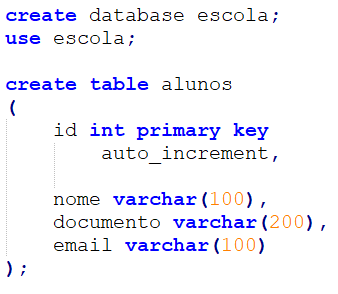 create database escola;
use escola;
create table alunos
(
id int primary key
auto_increment,
nome varchar(100),
documento varchar(200),
email varchar(100)
);